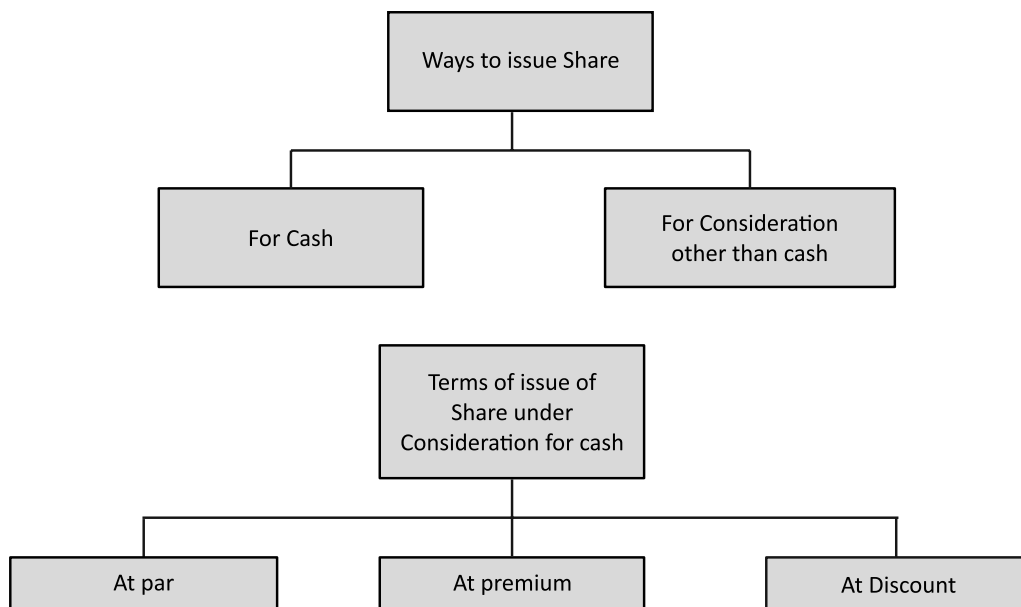 Ways to issue Share
For Cash
For Consideration
other than cash
Terms of issue of
Share under
Consideration for cash
At par
At premium
At Discount